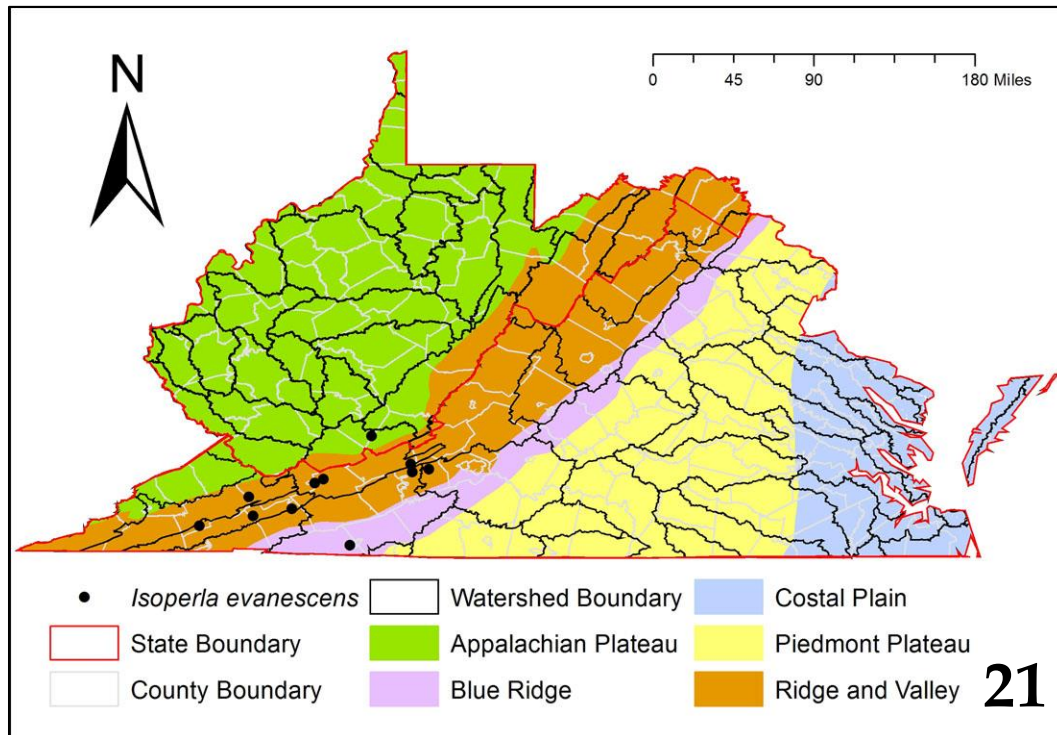 N
0 45 90 180 Miles
Isoperla evanescens Watershed Boundary Costal Plain
State Boundary Appalachian Plateau Piedmont Plateau
County Boundary Blue Ridge Ridge and Valley
21